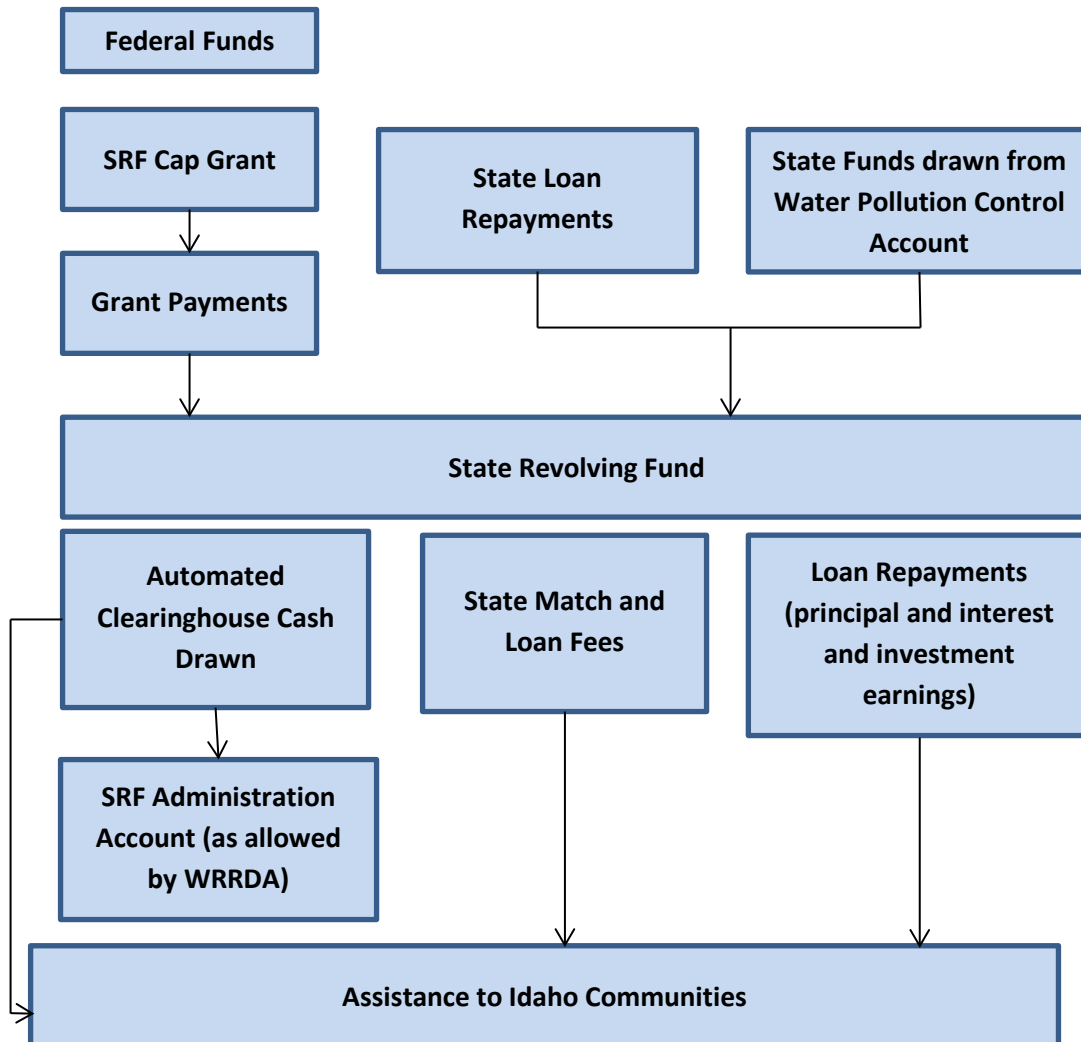 Federal Funds
SRF Cap Grant
State Loan
Repayments
State Funds drawn from
Water Pollution Control
Account
Grant Payments
State Revolving Fund
Automated
Clearinghouse Cash
Drawn
State Match and
Loan Fees
Loan Repayments
(principal and interest
and investment
earnings)
SRF Administration
Account (as allowed
by WRRDA)
Assistance to Idaho Communities